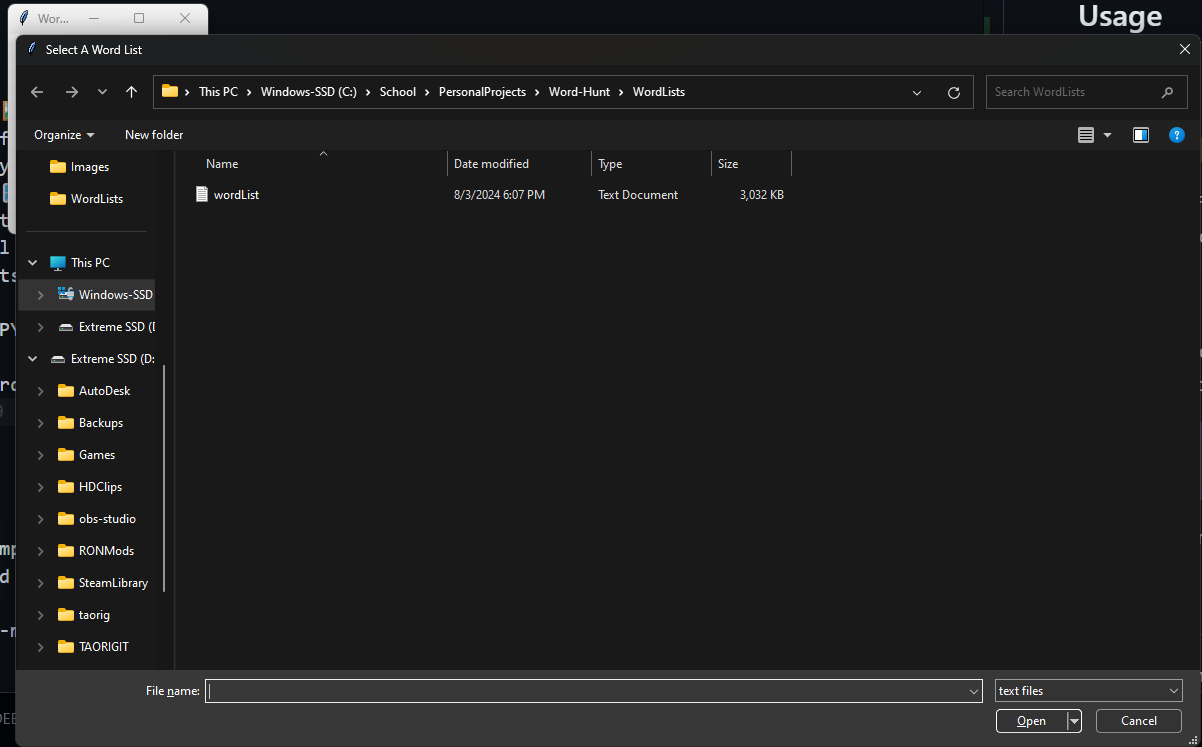 Wor...
Usage
Select A Word List
This PC > Windows-SSD (C:) > School > PersonalProjects > Word-Hunt > WordLists
Search WordLists
Organize
New folder
Images
WordLists
This PC
Windows-SSD
Extreme SSD (D
Extreme SSD (D:
AutoDesk
Backups
Games
HDClips
obs-studio
RONMods
SteamLibrary
taorig
TAORIGIT
Name Date modified Type Size
wordList 8/3/2024 6:07 PM Text Document 3,032 KB
File name:
text files
Open
Cancel